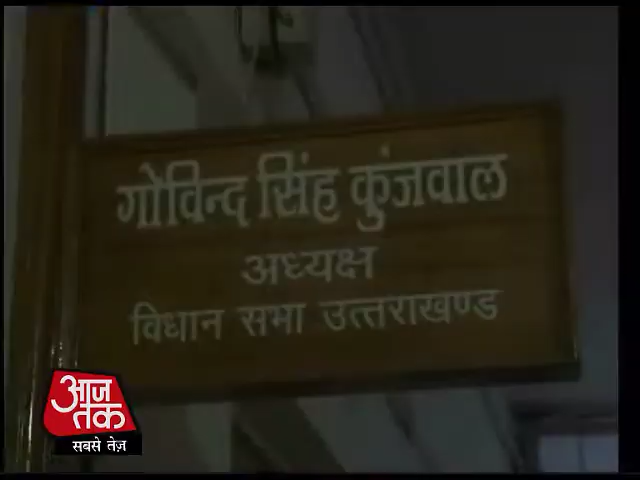 गोविन्द सिंह कुंजवाल
अध्यक्ष
विधान सभा उत्तराखण्ड
आज
तक
सबसे तेज़